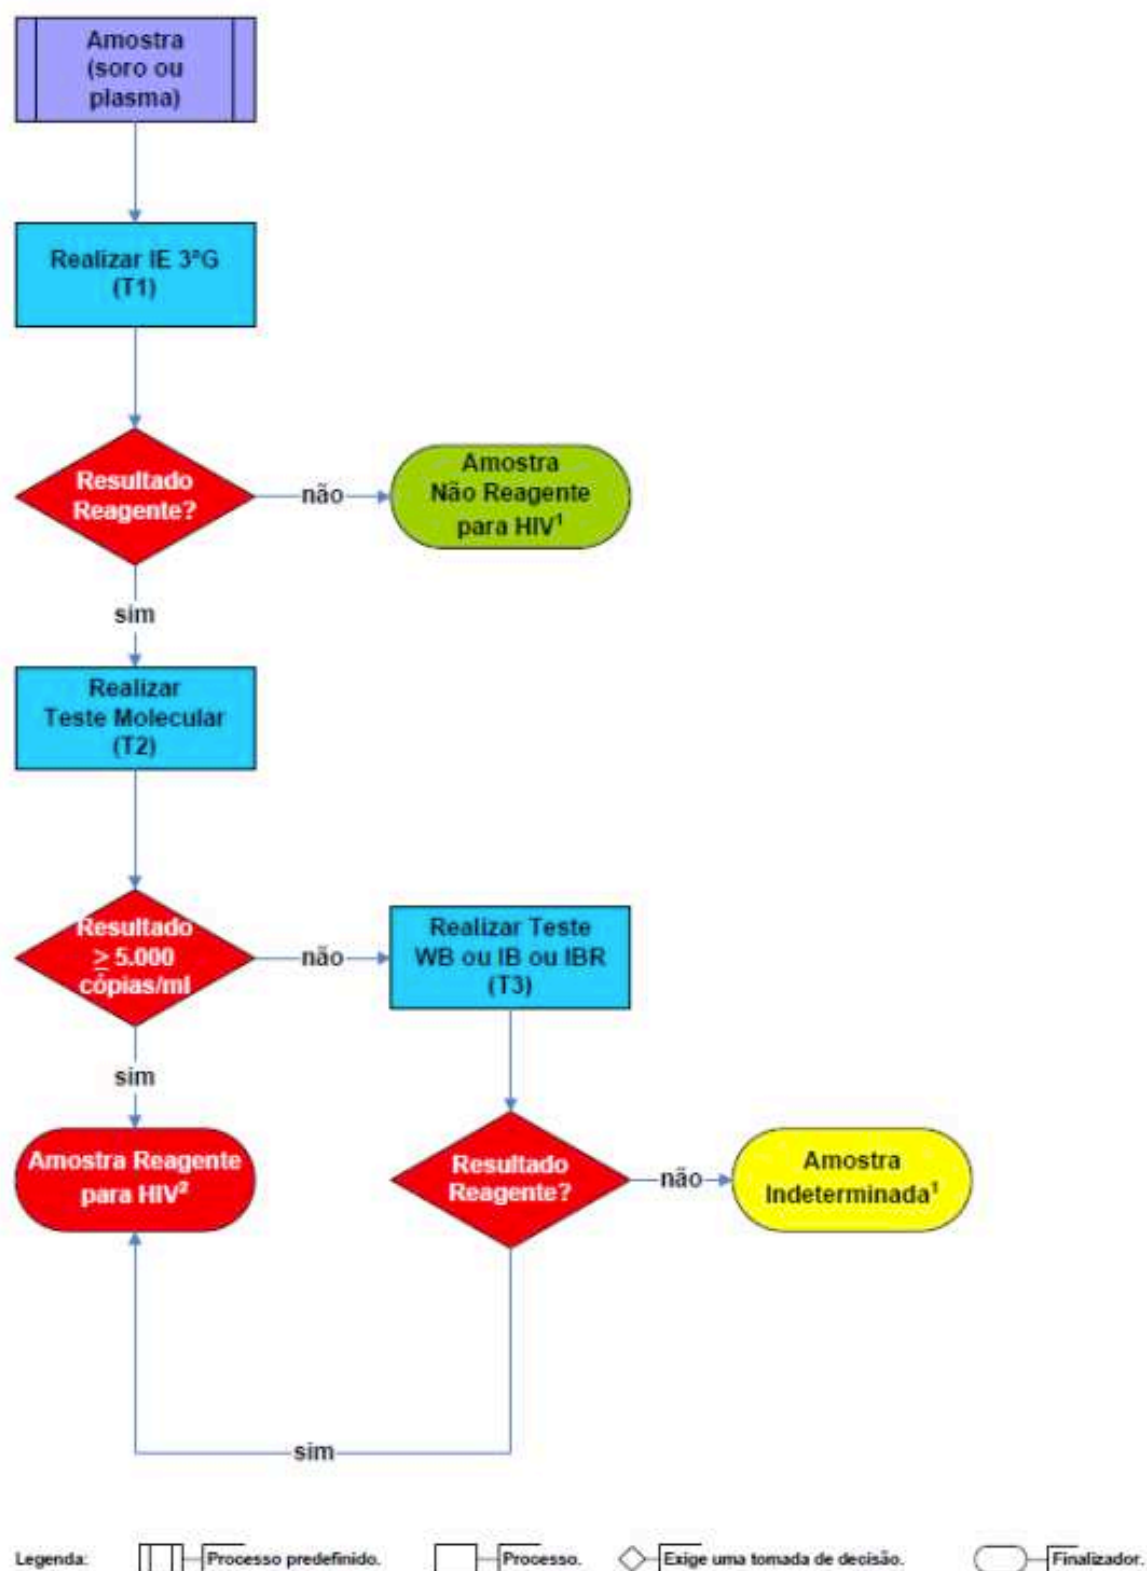 Amostra
(soro ou
plasma)
Realizar IE 3ªG
(T1)
Resultado
Reagente?
não
Amostra
Não Reagente
para HIV¹
sim
Realizar
Teste Molecular
(T2)
Resultado
≥ 5.000
cópias/ml
não
Realizar Teste
WB ou IB ou IBR
(T3)
sim
Amostra Reagente
para HIV²
Resultado
Reagente?
não
Amostra
Indeterminada¹
sim
Legenda:
Processo predefinido.
Processo.
Exige uma tomada de decisão.
Finalizador.